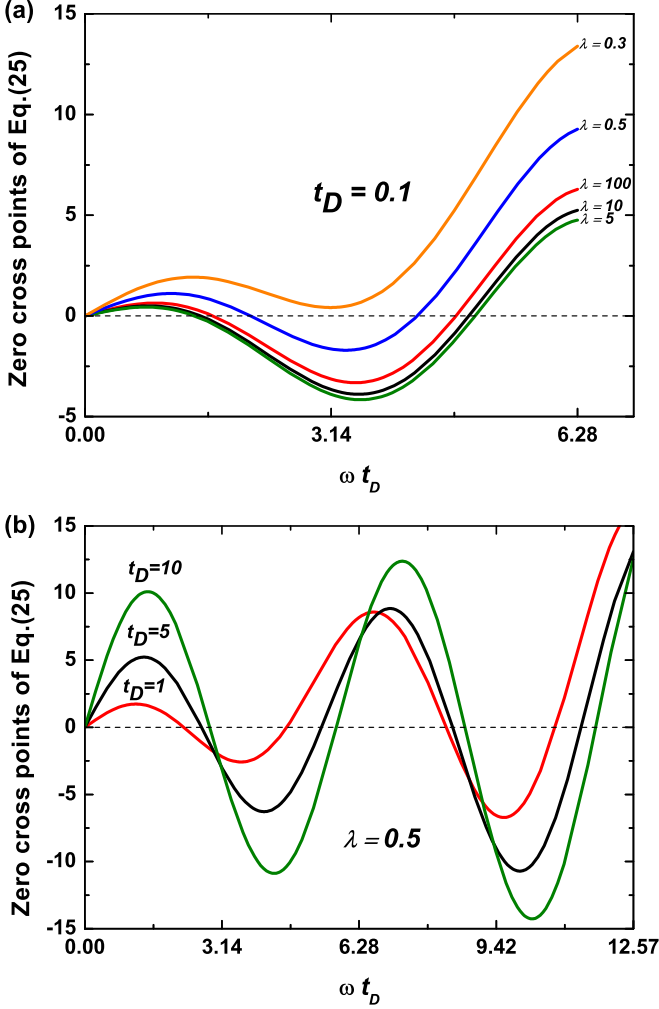 (a)
Zero cross points of Eq.(25)
15
10
5
0
-5
λ = 0.3
λ = 0.5
λ = 100
λ = 10
λ = 5
t_D = 0.1
0.00 3.14 6.28
ω t_D
(b)
Zero cross points of Eq.(25)
15
10
5
0
-5
-10
-15
t_D=10
t_D=5
t_D=1
λ = 0.5
0.00 3.14 6.28 9.42 12.57
ω t_D